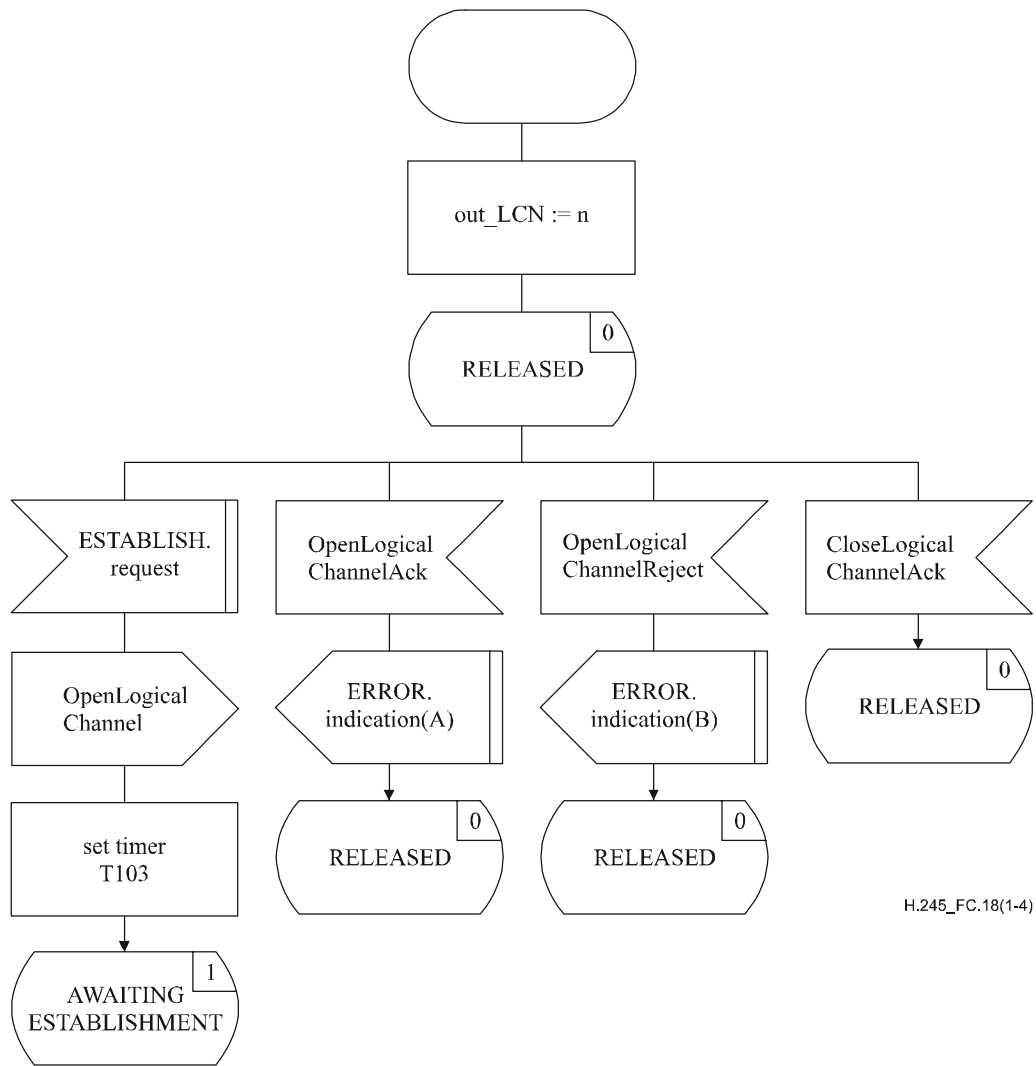 out_LCN := n
0
RELEASED
ESTABLISH.
request
OpenLogical
ChannelAck
OpenLogical
ChannelReject
CloseLogical
ChannelAck
OpenLogical
Channel
ERROR.
indication(A)
ERROR.
indication(B)
0
RELEASED
set timer
T103
0
RELEASED
0
RELEASED
H.245_FC.18(1-4)
1
AWAITING
ESTABLISHMENT